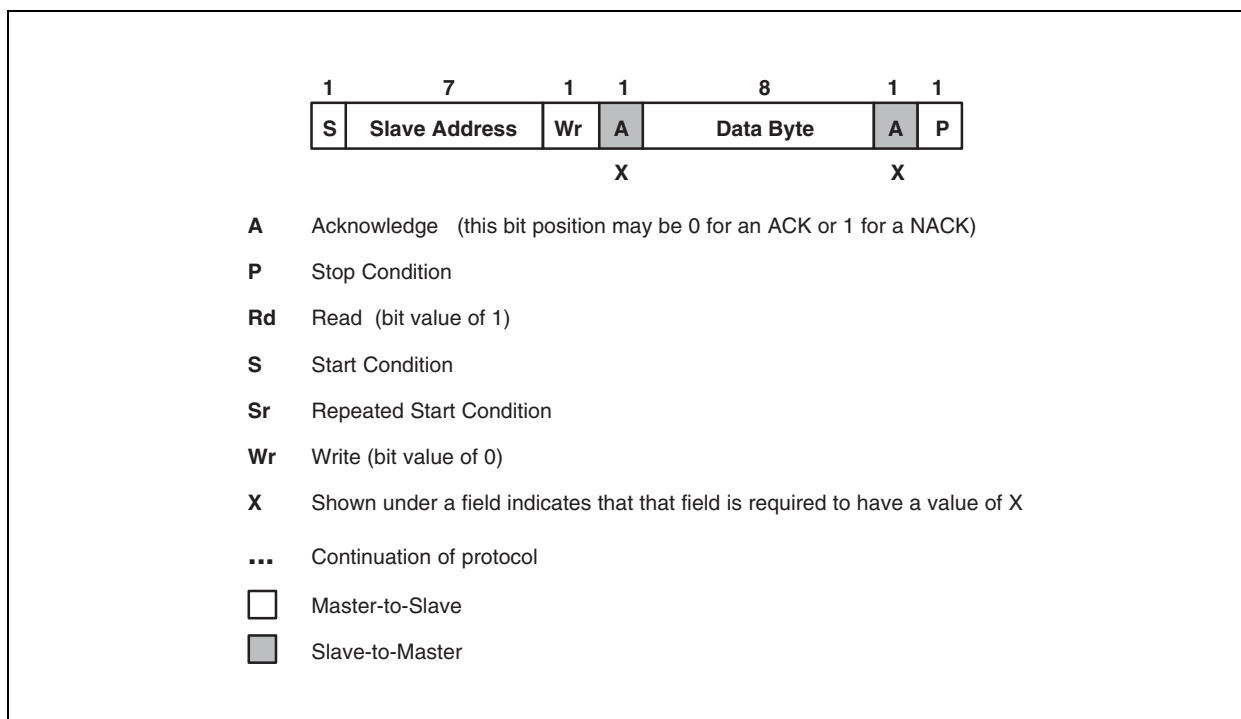 1 7 1 1 8 1 1
S Slave Address Wr A Data Byte A P
X X
A Acknowledge (this bit position may be 0 for an ACK or 1 for a NACK)
P Stop Condition
Rd Read (bit value of 1)
S Start Condition
Sr Repeated Start Condition
Wr Write (bit value of 0)
X Shown under a field indicates that that field is required to have a value of X
... Continuation of protocol
Master-to-Slave
Slave-to-Master